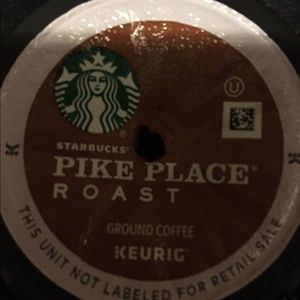 STARBUCKS®
PIKE PLACE®
ROAST
GROUND COFFEE
KEURIG®
THIS UNIT NOT LABELED FOR RETAIL SALE
U
K
K